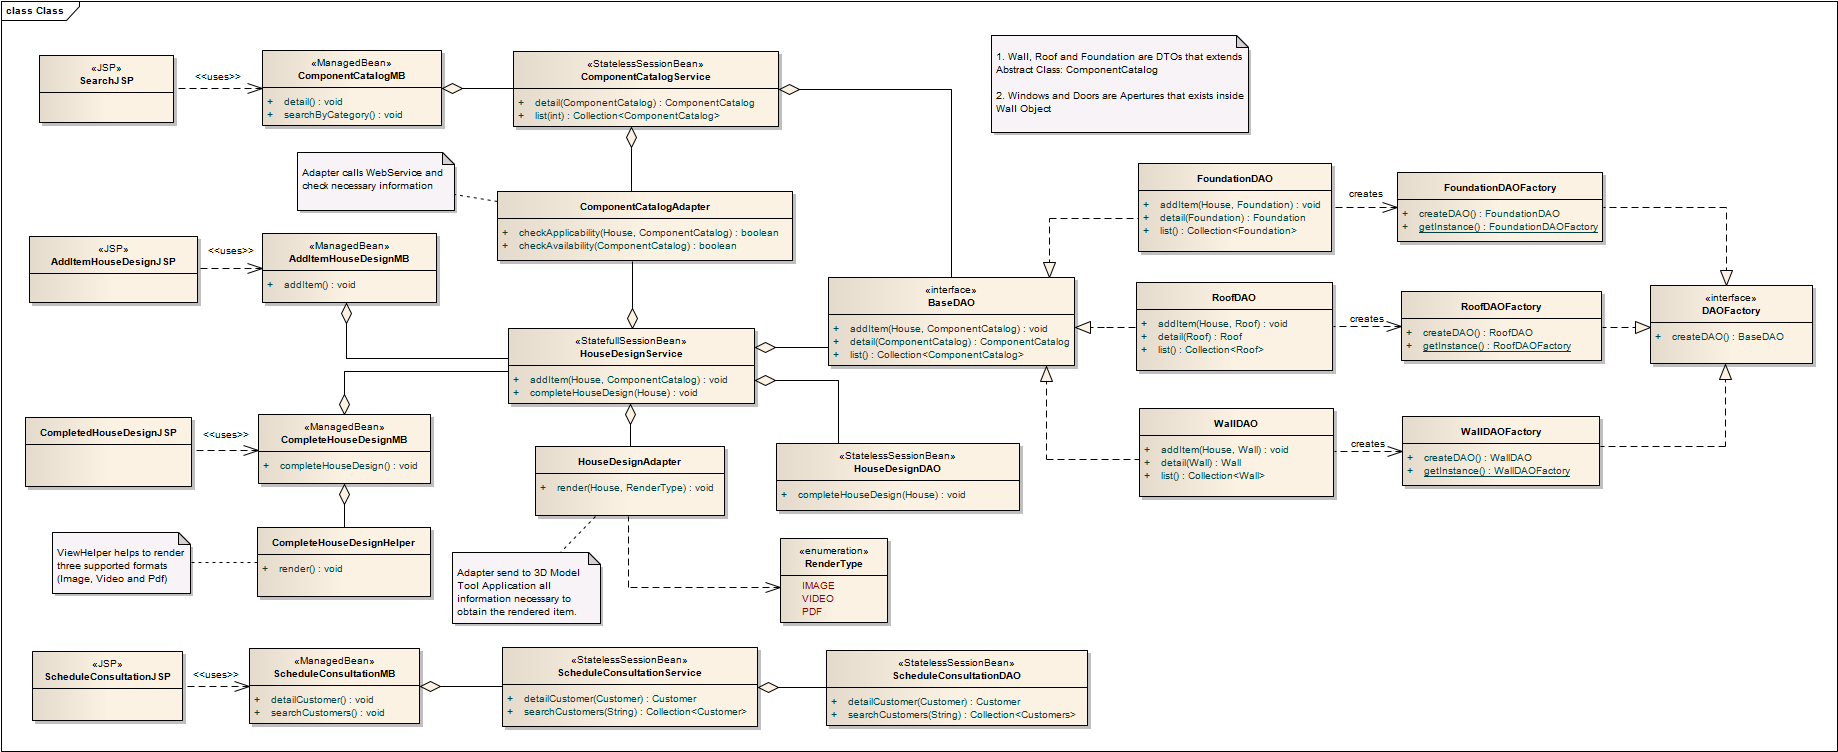 class Class
«JSP»
SearchJSP
<<uses>>
«ManagedBean»
ComponentCatalogMB
+ detail() : void
+ searchByCategory() : void
«StatelessSessionBean»
ComponentCatalogService
+ detail(ComponentCatalog) : ComponentCatalog
+ list(int) : Collection<ComponentCatalog>
1. Wall, Roof and Foundation are DTOs that extends
Abstract Class: ComponentCatalog
2. Windows and Doors are Apertures that exists inside
Wall Object
Adapter calls WebService and
check necessary information
ComponentCatalogAdapter
+ checkApplicability(House, ComponentCatalog) : boolean
+ checkAvailability(ComponentCatalog) : boolean
FoundationDAO
+ addItem(House, Foundation) : void
+ detail(Foundation) : Foundation
+ list() : Collection<Foundation>
creates
FoundationDAOFactory
+ createDAO() : FoundationDAO
+ getInstance() : FoundationDAOFactory
«JSP»
AddItemHouseDesignJSP
<<uses>>
«ManagedBean»
AddItemHouseDesignMB
+ addItem() : void
«interface»
BaseDAO
+ addItem(House, ComponentCatalog) : void
+ detail(ComponentCatalog) : ComponentCatalog
+ list() : Collection<ComponentCatalog>
RoofDAO
+ addItem(House, Roof) : void
+ detail(Roof) : Roof
+ list() : Collection<Roof>
creates
RoofDAOFactory
+ createDAO() : RoofDAO
+ getInstance() : RoofDAOFactory
«interface»
DAOFactory
+ createDAO() : BaseDAO
«StatefullSessionBean»
HouseDesignService
+ addItem(House, ComponentCatalog) : void
+ completeHouseDesign(House) : void
CompletedHouseDesignJSP
<<uses>>
«ManagedBean»
CompleteHouseDesignMB
+ completeHouseDesign() : void
WallDAO
+ addItem(House, Wall) : void
+ detail(Wall) : Wall
+ list() : Collection<Wall>
creates
WallDAOFactory
+ createDAO() : WallDAO
+ getInstance() : WallDAOFactory
HouseDesignAdapter
+ render(House, RenderType) : void
«StatelessSessionBean»
HouseDesignDAO
+ completeHouseDesign(House) : void
ViewHelper helps to render
three supported formats
(Image, Video and Pdf)
CompleteHouseDesignHelper
+ render() : void
Adapter send to 3D Model
Tool Application all
information necessary to
obtain the rendered item.
«enumeration»
RenderType
IMAGE
VIDEO
PDF
«JSP»
ScheduleConsultationJSP
<<uses>>
«ManagedBean»
ScheduleConsultationMB
+ detailCustomer() : void
+ searchCustomers() : void
«StatelessSessionBean»
ScheduleConsultationService
+ detailCustomer(Customer) : Customer
+ searchCustomers(String) : Collection<Customer>
«StatelessSessionBean»
ScheduleConsultationDAO
+ detailCustomer(Customer) : Customer
+ searchCustomers(String) : Collection<Customers>